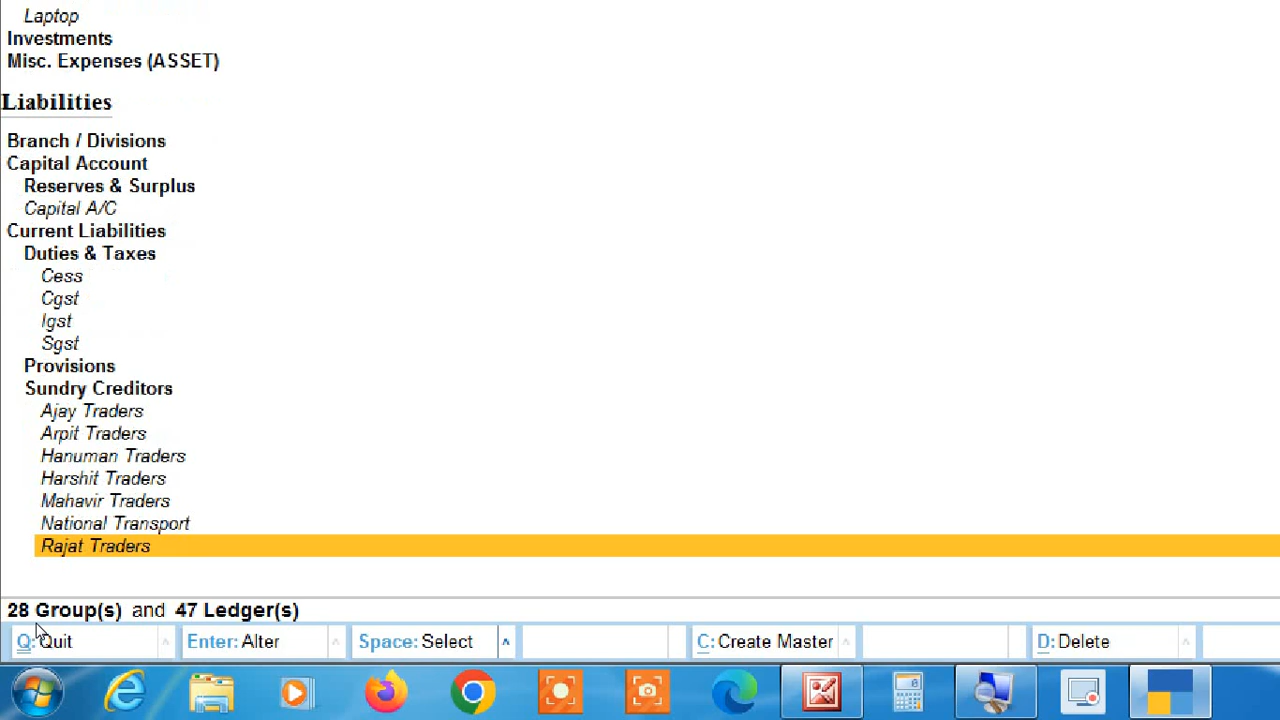 Laptop
Investments
Misc. Expenses (ASSET)
Liabilities
Branch / Divisions
Capital Account
Reserves & Surplus
Capital A/C
Current Liabilities
Duties & Taxes
Cess
Cgst
Igst
Sgst
Provisions
Sundry Creditors
Ajay Traders
Arpit Traders
Hanuman Traders
Harshit Traders
Mahavir Traders
National Transport
Rajat Traders
28 Group(s) and 47 Ledger(s)
Q: Quit Enter: Alter Space: Select C: Create Master D: Delete